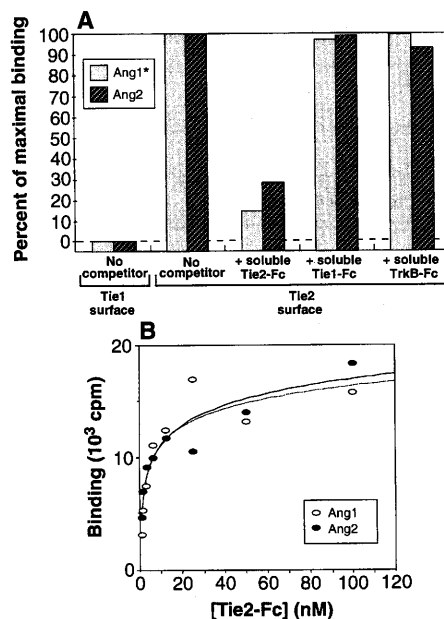 A
Percent of maximal binding
100
90
80
70
60
50
40
30
20
10
0
Ang1*
Ang2
No competitor
No competitor
+ soluble Tie2-Fc
+ soluble Tie1-Fc
+ soluble TrkB-Fc
Tie1 surface
Tie2 surface
B
Binding (10³ cpm)
20
10
0
Ang1
Ang2
0 20 40 60 80 100 120
[Tie2-Fc] (nM)